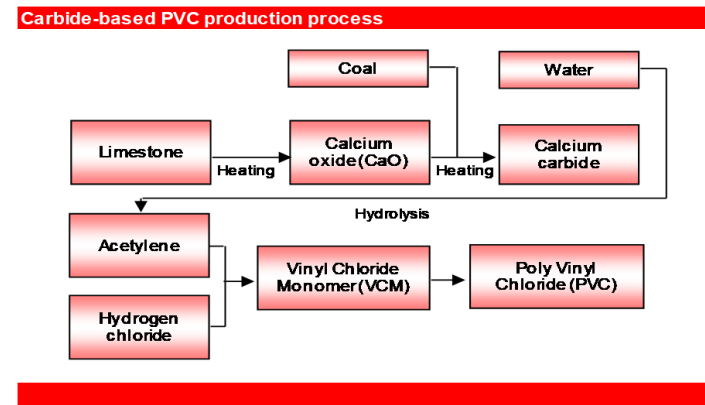 Carbide-based PVC production process
Coal
Water
Limestone
Heating
Calcium
oxide(CaO)
Heating
Calcium
carbide
Hydrolysis
Acetylene
Vinyl Chloride
Monomer(VCM)
Poly Vinyl
Chloride(PVC)
Hydrogen
chloride